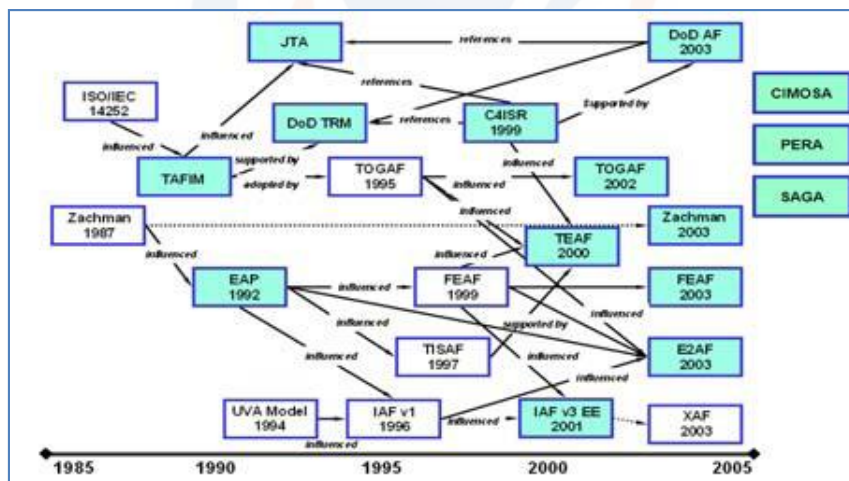 JTA
references
DoD AF
2003
ISO/IEC
14252
references
CIMOSA
influenced
influenced
DoD TRM
references
C4ISR
1999
Supported by
PERA
TAFIM
supported by
adopted by
TOGAF
1995
influenced
influenced
TOGAF
2002
SAGA
Zachman
1987
influenced
influenced
TEAF
2000
Zachman
2003
influenced
EAP
1992
influenced
FEAF
1999
influenced
FEAF
2003
influenced
supported by
influenced
TISAF
1997
influenced
E2AF
2003
influenced
UVA Model
1994
IAF v1
1996
influenced
IAF v3 EE
2001
XAF
2003
influenced
1985
1990
1995
2000
2005